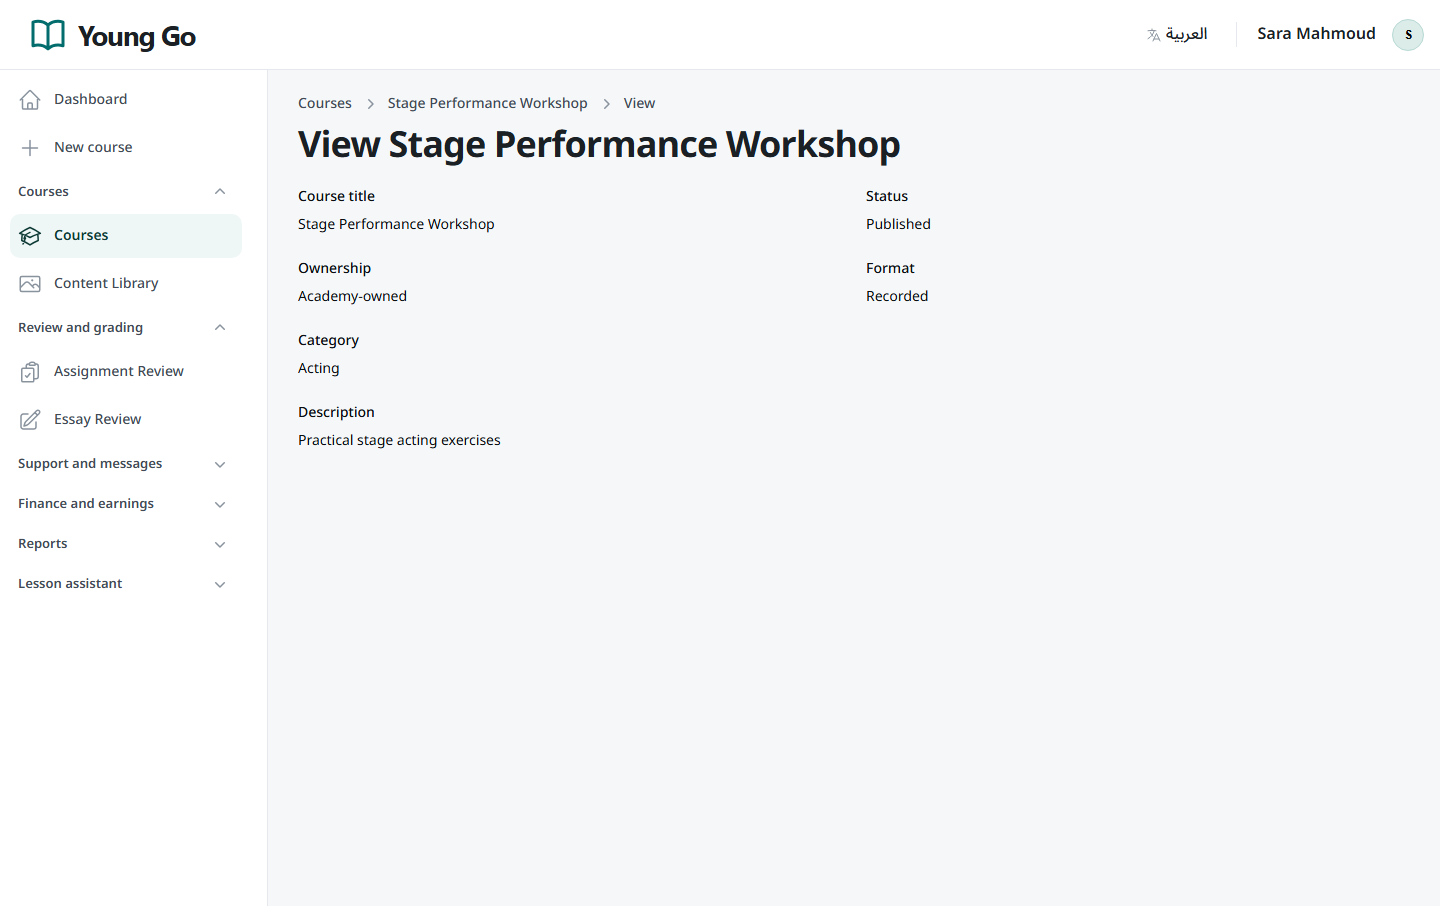 Young Go
العربية
Sara Mahmoud
S
Dashboard
New course
Courses
Courses
Content Library
Review and grading
Assignment Review
Essay Review
Support and messages
Finance and earnings
Reports
Lesson assistant
Courses > Stage Performance Workshop > View
View Stage Performance Workshop
Course title
Stage Performance Workshop
Status
Published
Ownership
Academy-owned
Format
Recorded
Category
Acting
Description
Practical stage acting exercises